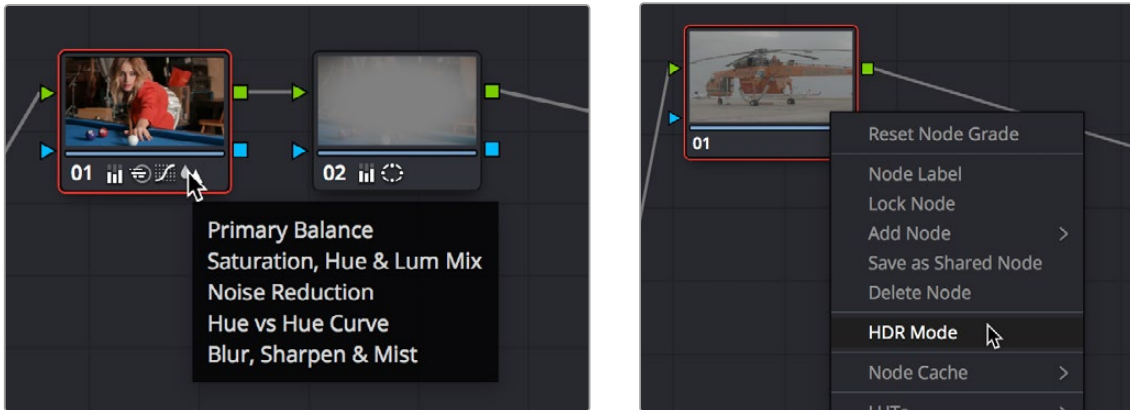 01
02
Primary Balance
Saturation, Hue & Lum Mix
Noise Reduction
Hue vs Hue Curve
Blur, Sharpen & Mist
01
Reset Node Grade
Node Label
Lock Node
Add Node
Save as Shared Node
Delete Node
HDR Mode
Node Cache